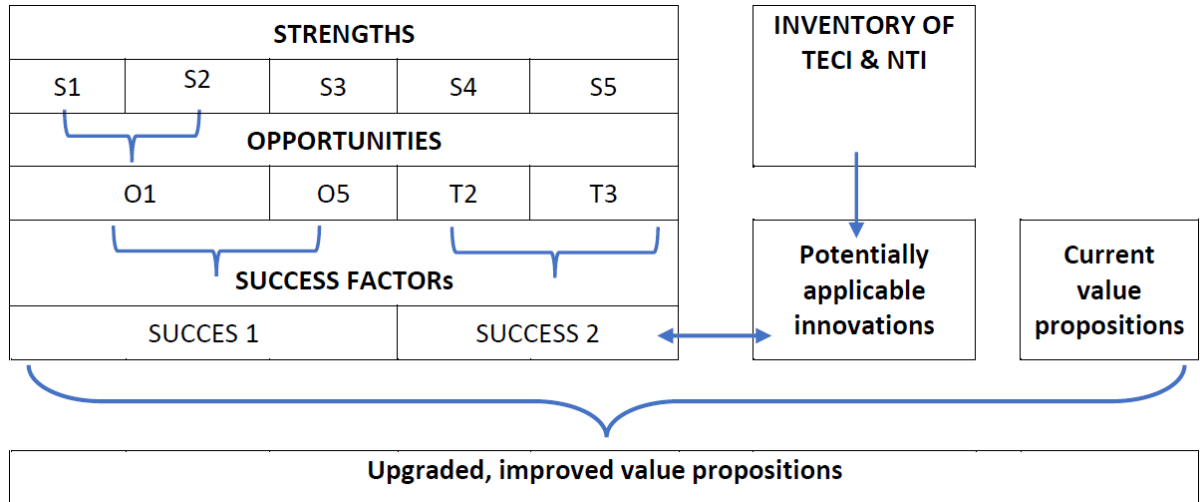 STRENGTHS
S1 S2 S3 S4 S5
OPPORTUNITIES
O1 O5 T2 T3
SUCCESS FACTORs
SUCCES 1 SUCCESS 2
INVENTORY OF
TECI & NTI
Potentially
applicable
innovations
Current
value
propositions
Upgraded, improved value propositions